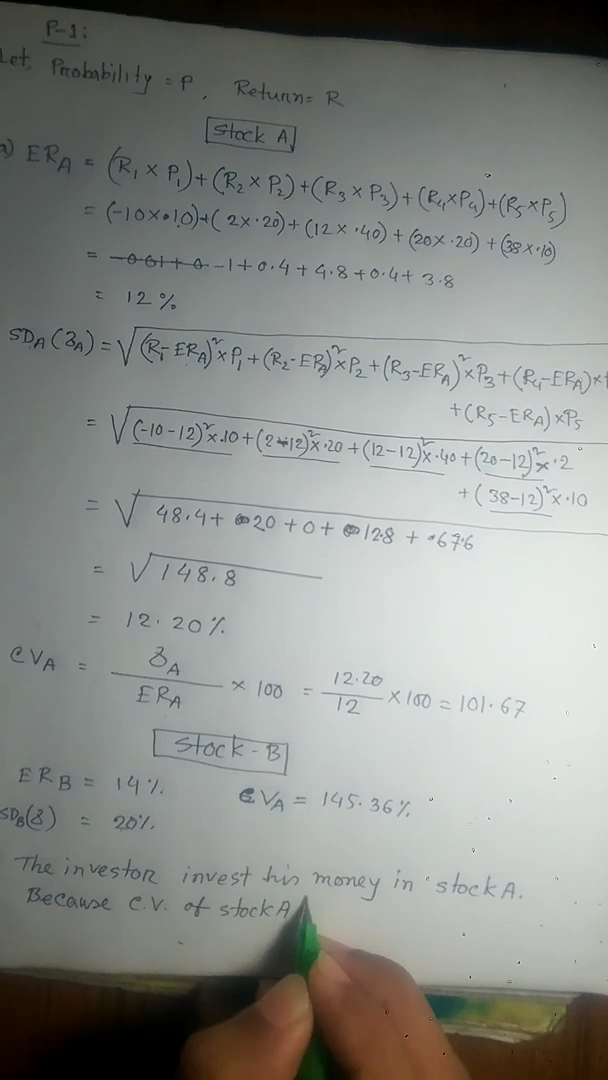 P-1:
Let, Probability = P, Return = R
Stock A
a) ERA = (R1 × P1) + (R2 × P2) + (R3 × P3) + (R4 × P4) + (R5 × P5)
= (-10 × .10) + (2 × .20) + (12 × .40) + (20 × .20) + (38 × .10)
= -1 + 0.4 + 4.8 + 0.4 + 3.8
= 12 %
SDA (8A) = √(R1 - ERA)² × P1 + (R2 - ERA)² × P2 + (R3 - ERA)² × P3 + (R4 - ERA) ×
+ (R5 - ERA) × P5
= √(-10 - 12)² × .10 + (2 - 12)² × .20 + (12 - 12)² × .40 + (20 - 12)² × .2
+ (38 - 12)² × .10
= √48.4 + 20 + 0 + 12.8 + 67.6
= √148.8
= 12.20 %
CVA = 8A / ERA × 100 = 12.20 / 12 × 100 = 101.67
Stock - B
ERB = 14 %. CVA = 145.36 %.
SDB(8) = 20 %.
The investor invest his money in stock A.
Because C.V. of stock A